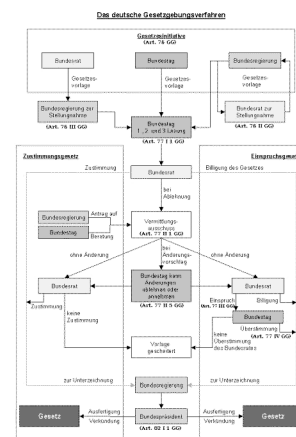 Das deutsche Gesetzgebungsverfahren
Gesetzesinitiative
(Art. 76 GG)
Bundesrat
Bundestag
Bundesregierung
Gesetzes-
vorlage
Gesetzes-
vorlage
Gesetzes-
vorlage
Bundesregierung zur
Stellungnahme
(Art. 76 III GG)
Bundestag
1., 2. und 3. Lesung
(Art. 77 I 1 GG)
Bundesrat zur
Stellungnahme
(Art. 76 II GG)
Zustimmungsgesetz
Einspruchsgesetz
Zustimmung
Bundesrat
Billigung des Gesetzes
bei
Ablehnung
Bundesregierung
Bundestag
Antrag auf
Beratung
Vermittlungs-
ausschuss
(Art. 77 II 1 GG)
ohne Änderung
bei
Änderungs-
vorschlag
ohne Änderung
Bundesrat
Bundestag kann
Änderungen
ablehnen oder
annehmen
(Art. 77 II 5 GG)
Bundesrat
Zustimmung
keine
Zustimmung
Einspruch
(Art. 77 III GG)
Billigung
Bundestag
Überstimmung
(Art. 77 IV GG)
keine
Überstimmung
des Bundesrates
Vorlage
gescheitert
zur Unterzeichnung
Bundesregierung
zur Unterzeichnung
Gesetz
Ausfertigung
Verkündung
Bundespräsident
(Art. 82 I 1 GG)
Ausfertigung
Verkündung
Gesetz